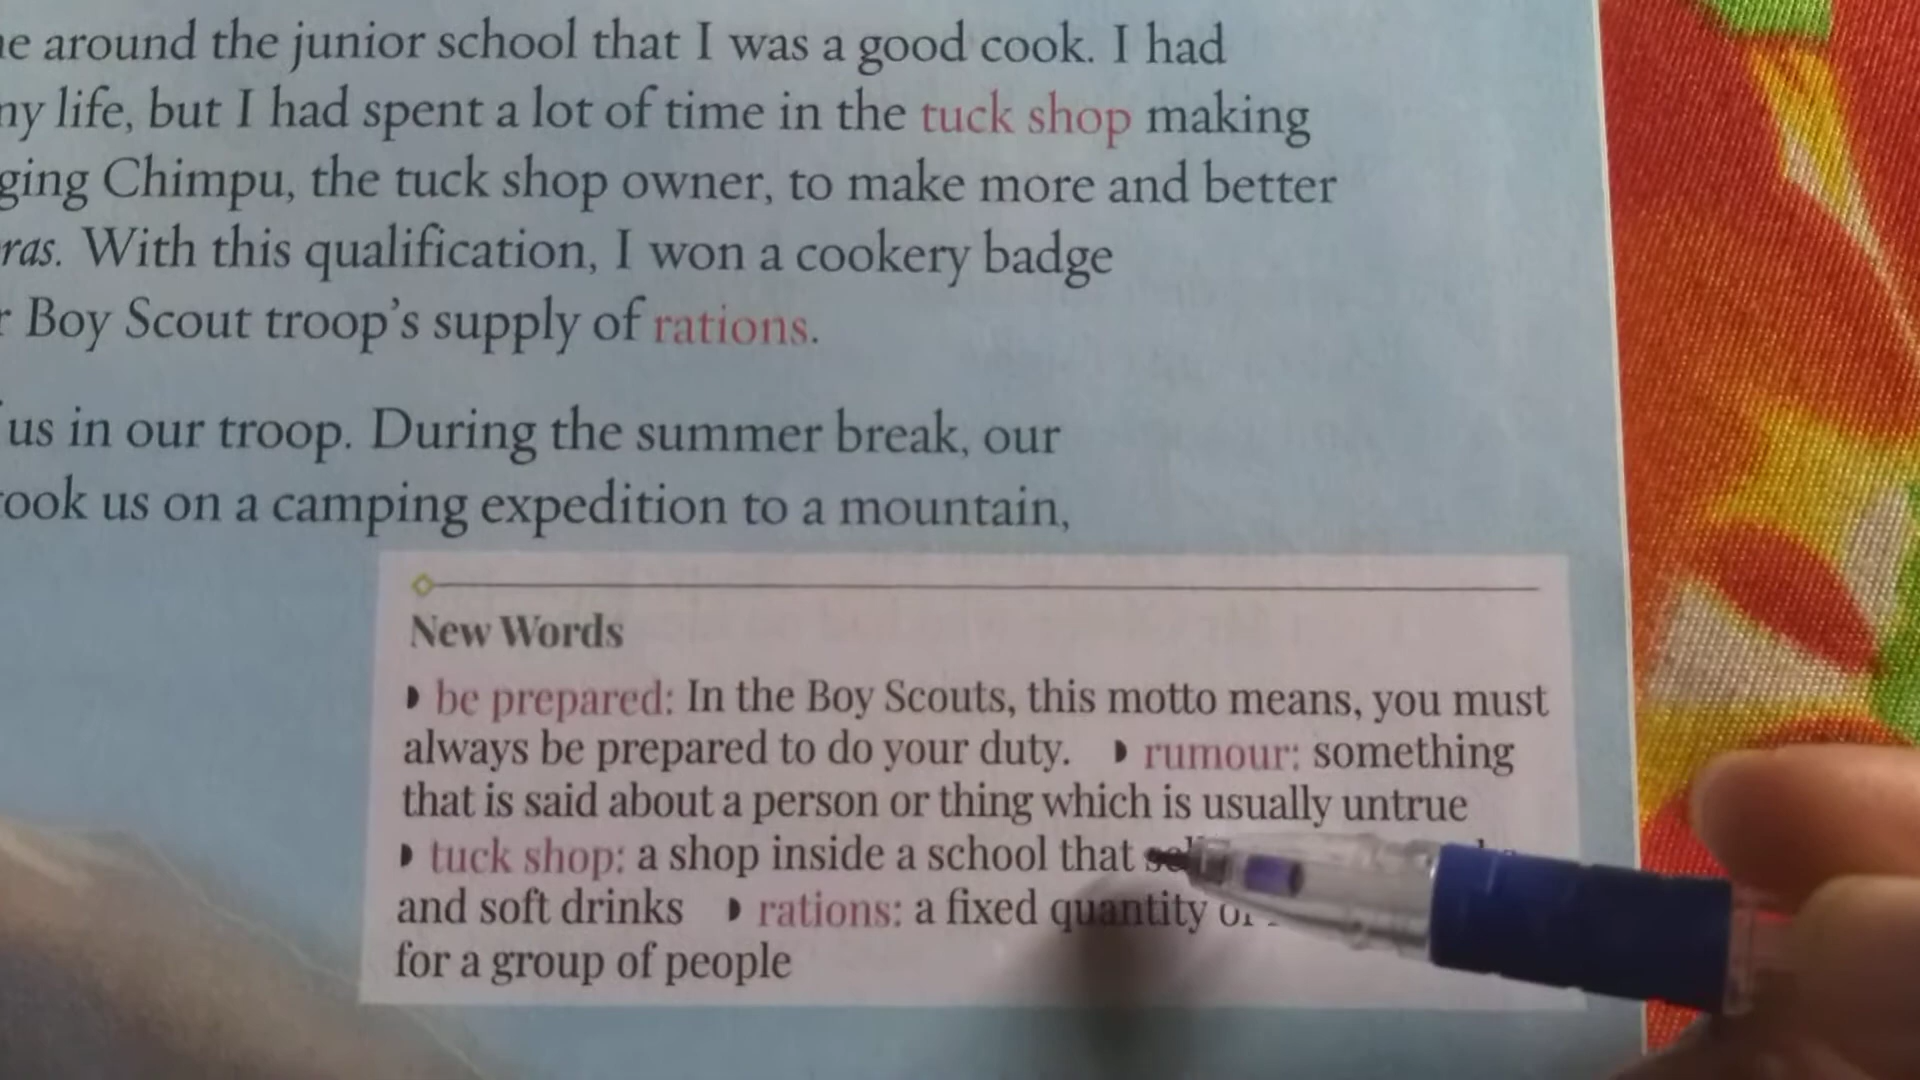 around the junior school that I was a good cook. I had
life, but I had spent a lot of time in the tuck shop making
Chimpu, the tuck shop owner, to make more and better
With this qualification, I won a cookery badge
Boy Scout troop's supply of rations.
us in our troop. During the summer break, our
us on a camping expedition to a mountain,
New Words
be prepared: In the Boy Scouts, this motto means, you must
always be prepared to do your duty. rumour: something
that is said about a person or thing which is usually untrue
tuck shop: a shop inside a school that
and soft drinks rations: a fixed quantity
for a group of people